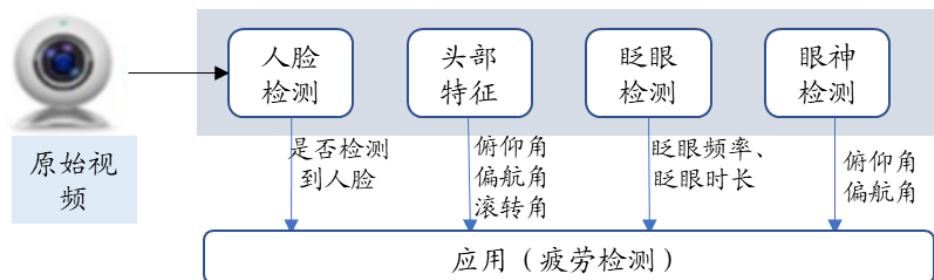 人脸
检测
头部
特征
眨眼
检测
眼神
检测
原始视
频
是否检测
到人脸
俯仰角
偏航角
滚转角
眨眼频率、
眨眼时长
俯仰角
偏航角
应用（疲劳检测）